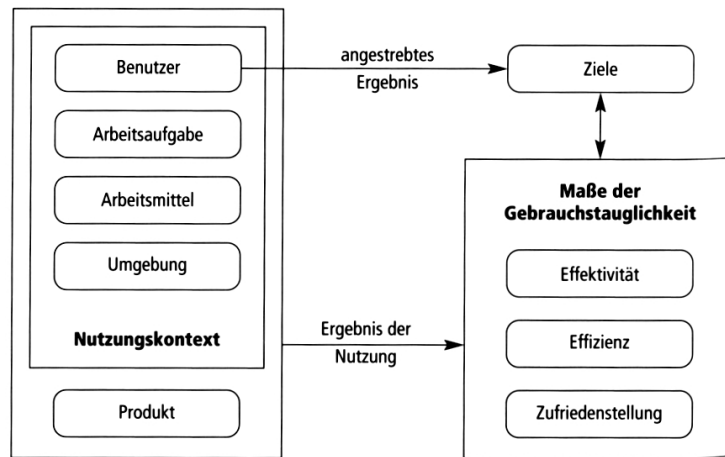 Benutzer
angestrebtes
Ergebnis
Ziele
Arbeitsaufgabe
Arbeitsmittel
Umgebung
Nutzungskontext
Produkt
Ergebnis der
Nutzung
Maße der
Gebrauchstauglichkeit
Effektivität
Effizienz
Zufriedenstellung